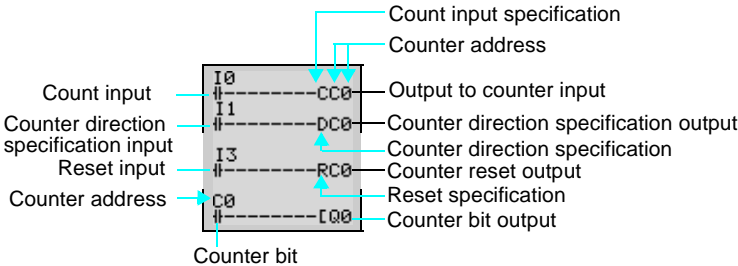 Count input specification
Counter address
I0
Count input
CC0
Output to counter input
I1
Counter direction
specification input
DC0
Counter direction specification output
Counter direction specification
I3
Reset input
RC0
Counter reset output
Reset specification
Counter address
C0
[Q0
Counter bit output
Counter bit